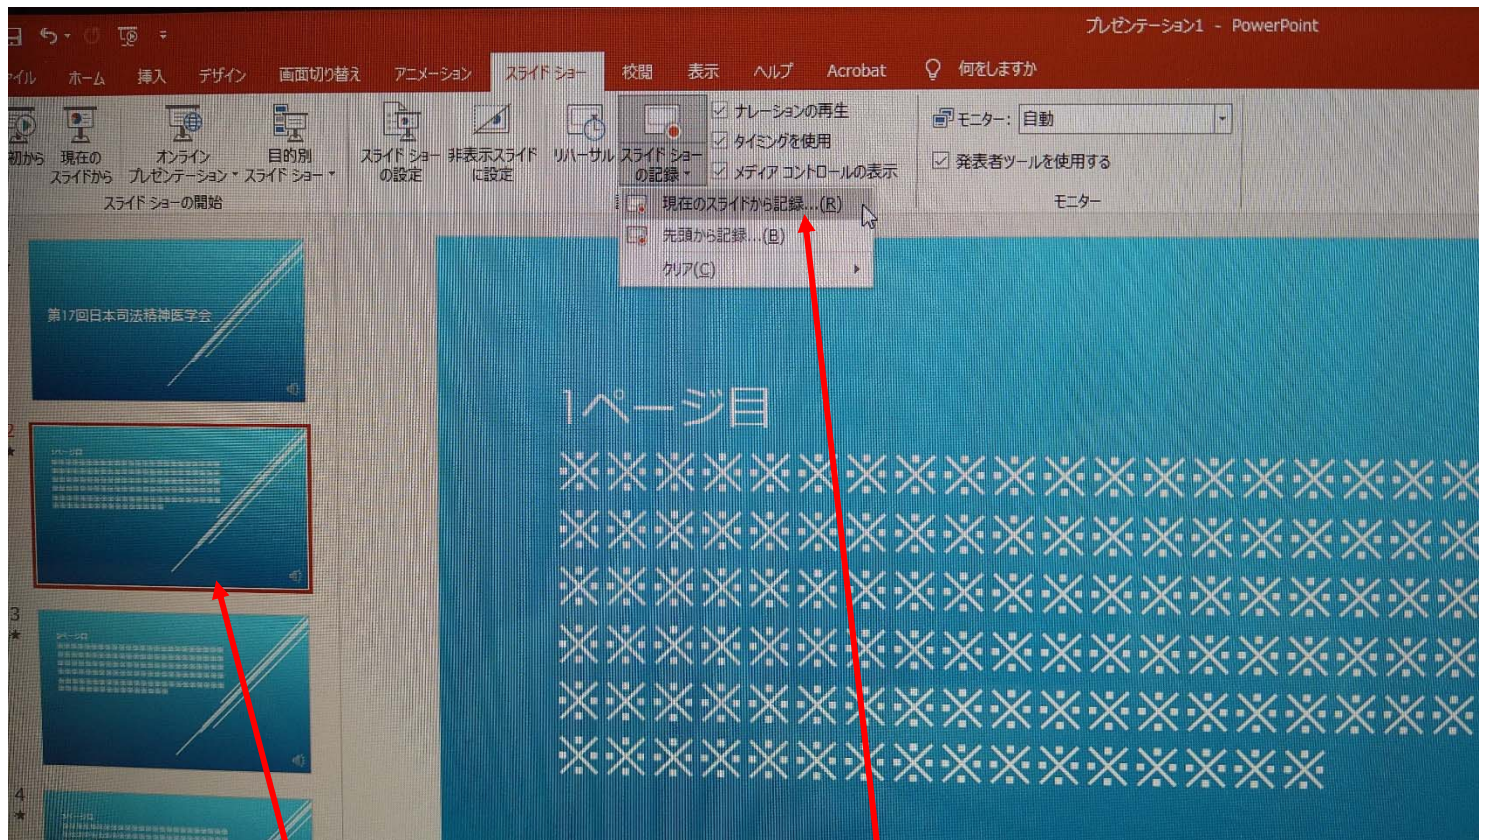 プレゼンテーション1 - PowerPoint
ホーム 挿入 デザイン 画面切り替え アニメーション スライド ショー 校閲 表示 ヘルプ Acrobat 何をしますか
現在の
スライドから
オンライン
プレゼンテーション
目的別
スライド ショー
スライド ショーの開始
スライド ショー
の設定
非表示スライド
に設定
リハーサル
スライド ショー
の記録
ナレーションの再生
タイミングを使用
メディア コントロールの表示
モニター: 自動
発表者ツールを使用する
モニター
現在のスライドから記録...(R)
先頭から記録...(B)
クリア(C)
第17回日本司法精神医学会
2
3
4
1ページ目
※※※※※※※※※※※※※※※※※※※
※※※※※※※※※※※※※※※※※※※
※※※※※※※※※※※※※※※※※※※
※※※※※※※※※※※※※※※※※※※
※※※※※※※※※※※※※※※※※※※
※※※※※※※※※※※※※※※※